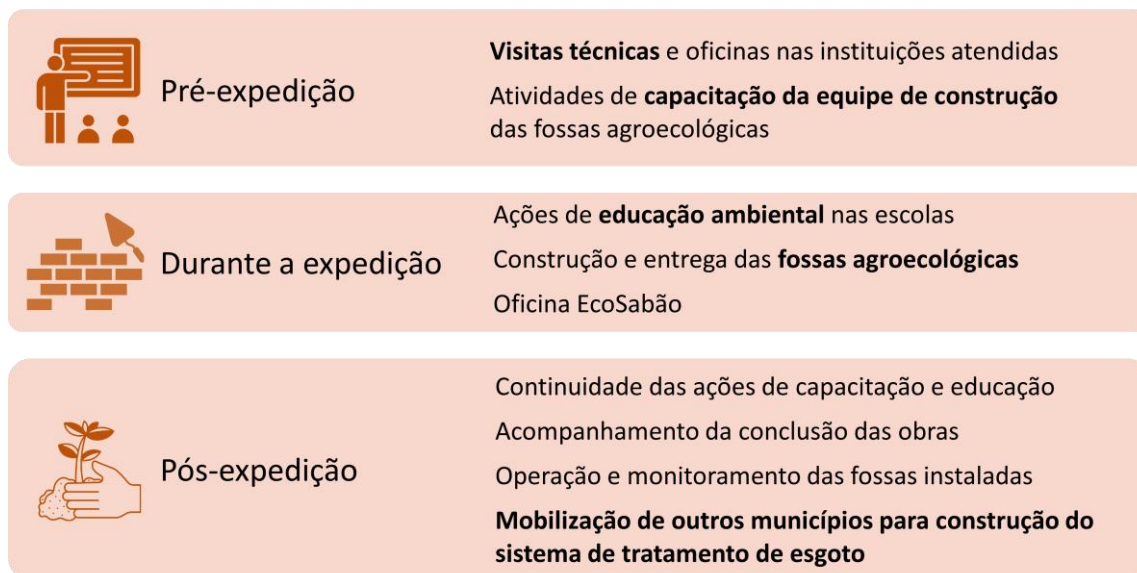 Pré-expedição
Visitas técnicas e oficinas nas instituições atendidas
Atividades de capacitação da equipe de construção
das fossas agroecológicas
Durante a expedição
Ações de educação ambiental nas escolas
Construção e entrega das fossas agroecológicas
Oficina EcoSabão
Pós-expedição
Continuidade das ações de capacitação e educação
Acompanhamento da conclusão das obras
Operação e monitoramento das fossas instaladas
Mobilização de outros municípios para construção do
sistema de tratamento de esgoto